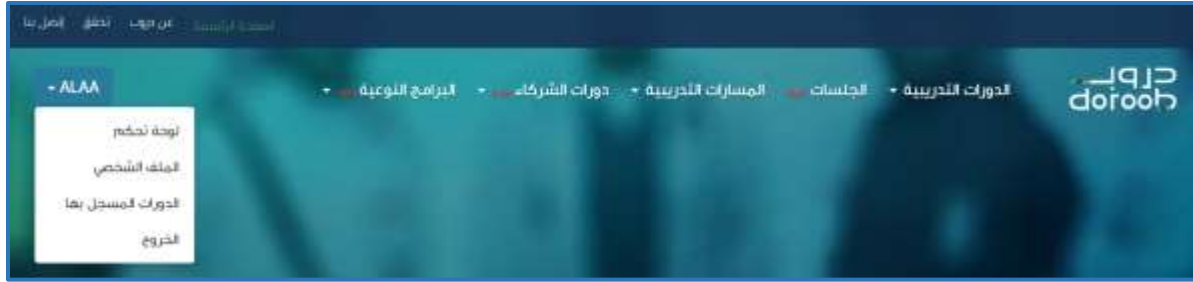 الصفحة الرئيسية عن دروب تحقق إتصل بنا
دروب
doroob
الدورات التدريبية الجلسات المسارات التدريبية دورات الشركاء البرامج النوعية
ALAA
لوحة تحكم
الملف الشخصي
الدورات المسجل بها
الخروج